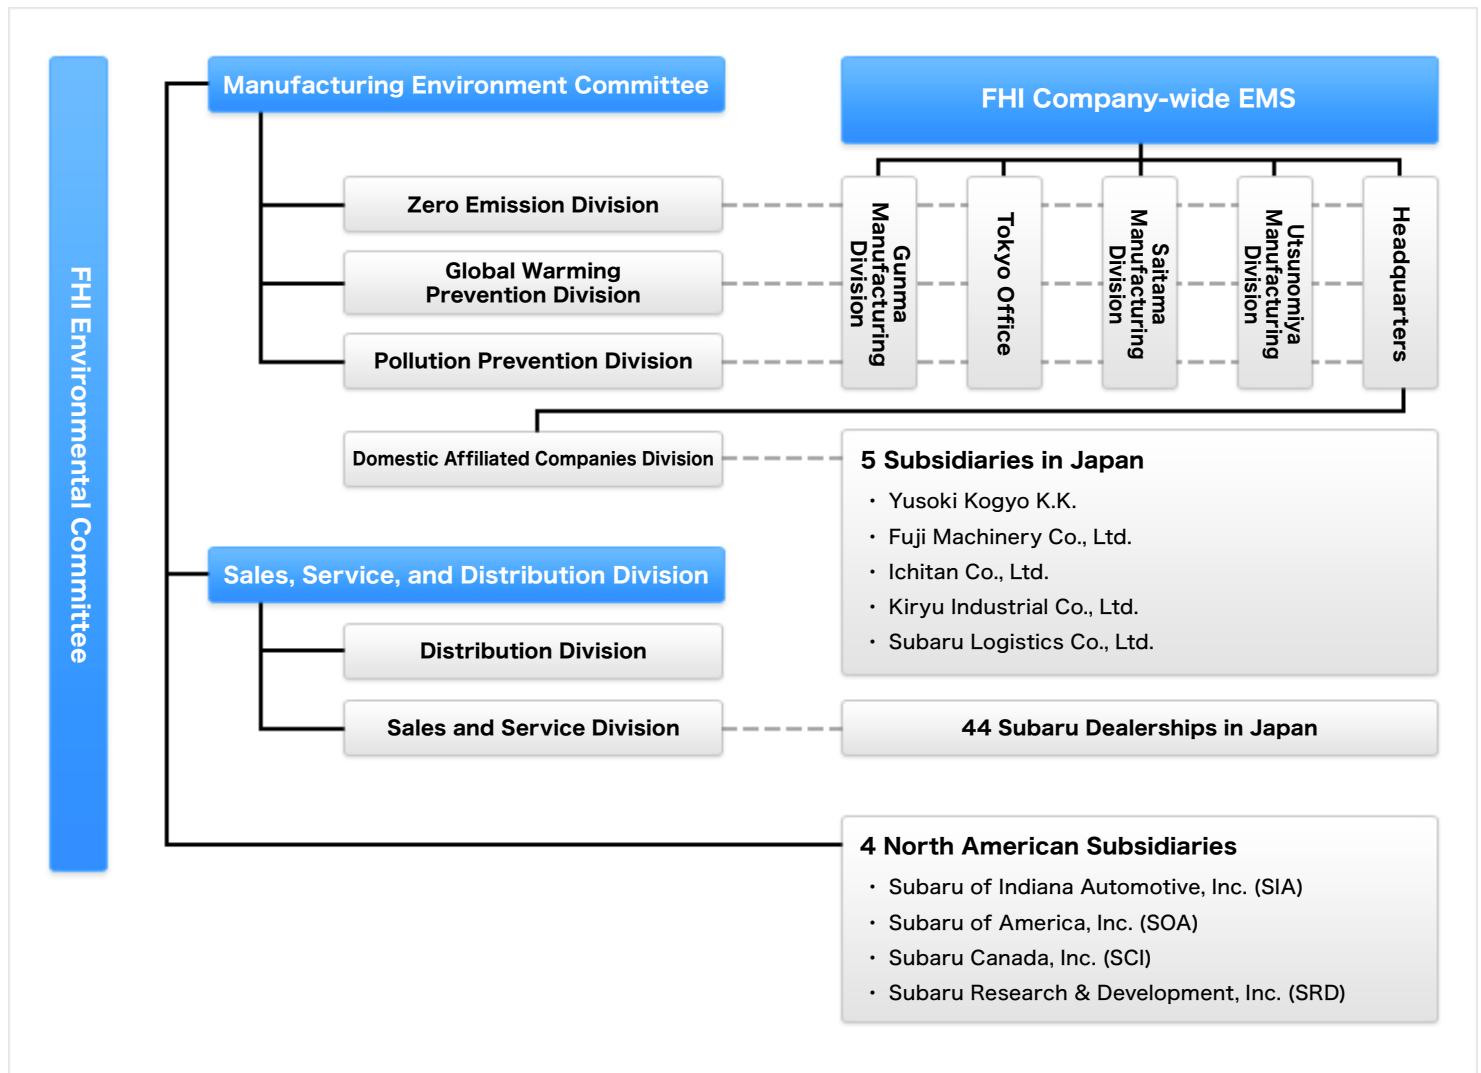 FHI Environmental Committee
Manufacturing Environment Committee
Zero Emission Division
Global Warming
Prevention Division
Pollution Prevention Division
FHI Company-wide EMS
Gunma
Manufacturing
Division
Tokyo Office
Saitama
Manufacturing
Division
Utsunomiya
Manufacturing
Division
Headquarters
Domestic Affiliated Companies Division
5 Subsidiaries in Japan
・ Yusoki Kogyo K.K.
・ Fuji Machinery Co., Ltd.
・ Ichitan Co., Ltd.
・ Kiryu Industrial Co., Ltd.
・ Subaru Logistics Co., Ltd.
Sales, Service, and Distribution Division
Distribution Division
Sales and Service Division
44 Subaru Dealerships in Japan
4 North American Subsidiaries
・ Subaru of Indiana Automotive, Inc. (SIA)
・ Subaru of America, Inc. (SOA)
・ Subaru Canada, Inc. (SCI)
・ Subaru Research & Development, Inc. (SRD)